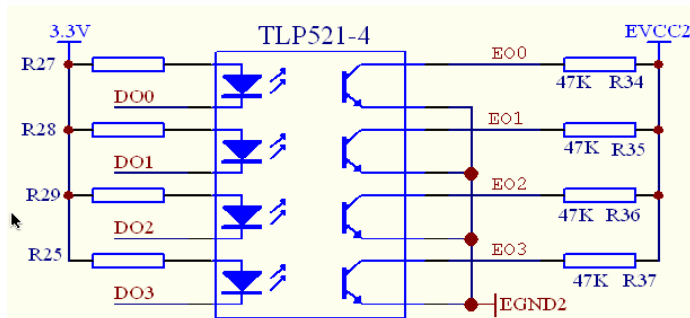 3.3V TLP521-4 EVCC2
R27 EO0
47K R34
DO0
R28 EO1
47K R35
DO1
R29 EO2
47K R36
DO2
R25 EO3
47K R37
DO3
EGND2